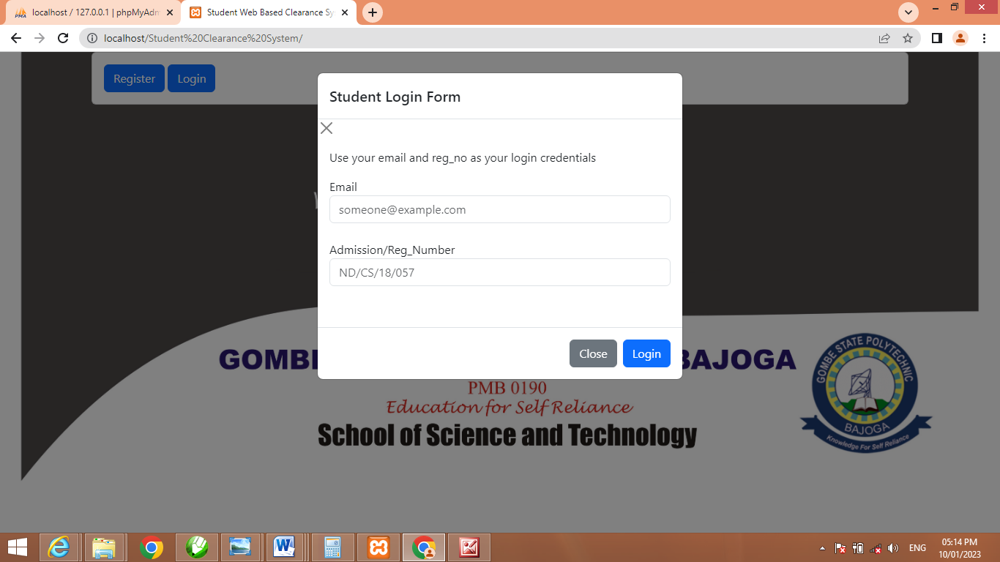 localhost / 127.0.0.1 | phpMyAdm
Student Web Based Clearance Sy
localhost/Student%20Clearance%20System/
Register
Login
Student Login Form
Use your email and reg_no as your login credentials
Email
someone@example.com
Admission/Reg_Number
ND/CS/18/057
Close
Login
GOMB
BAJOGA
PMB 0190
Education for Self Reliance
School of Science and Technology
GOMBE STATE POLYTECHNIC
BAJOGA
Knowledge For Self Reliance
ENG
05:14 PM
10/01/2023